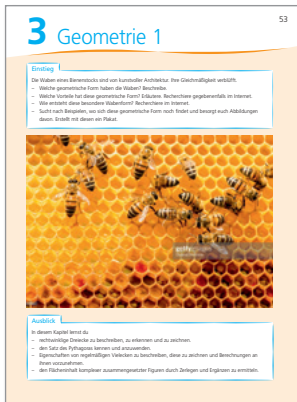 53
3 Geometrie 1
Einstieg
Die Waben eines Bienenstocks sind von kunstvoller Architektur. Ihre Gleichmäßigkeit verblüfft.
– Welche geometrische Form haben die Waben? Beschreibe.
– Welche Vorteile hat diese geometrische Form? Erläutere. Recherchiere gegebenenfalls im Internet.
– Wie entsteht diese besondere Wabenform? Recherchiere im Internet.
– Sucht nach Beispielen, wo sich diese geometrische Form noch findet und besorgt euch Abbildungen
davon. Erstellt mit diesen ein Plakat.
Ausblick
In diesem Kapitel lernst du
– rechtwinklige Dreiecke zu beschreiben, zu erkennen und zu zeichnen.
– den Satz des Pythagoras kennen und anzuwenden.
– Eigenschaften von regelmäßigen Vielecken zu beschreiben, diese zu zeichnen und Berechnungen an
ihnen vorzunehmen.
– den Flächeninhalt komplexer zusammengesetzter Figuren durch Zerlegen und Ergänzen zu ermitteln.